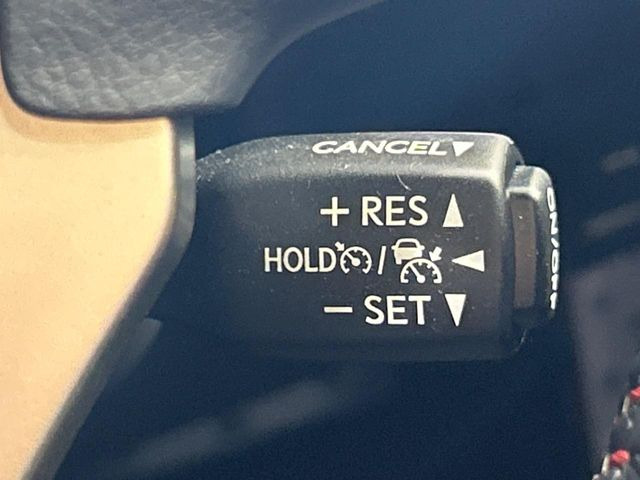 CANCEL▼
+ RES ▲
HOLD / ◀
− SET ▼
ON/OFF